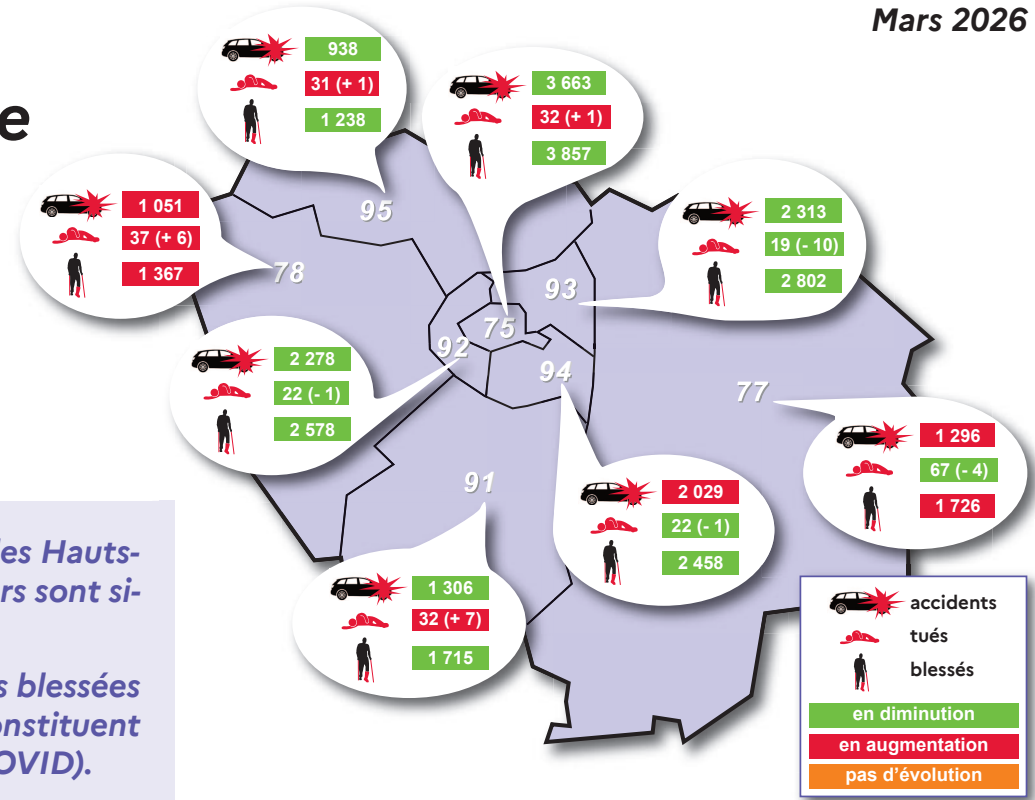 Mars 2026
e
938
31 (+ 1)
1 238
3 663
32 (+ 1)
3 857
1 051
37 (+ 6)
1 367
2 313
19 (- 10)
2 802
95
78
93
75
92
94
77
91
2 278
22 (- 1)
2 578
1 296
67 (- 4)
1 726
2 029
22 (- 1)
2 458
1 306
32 (+ 7)
1 715
les Hauts-
rs sont si-
s blessées
onstituent
OVID).
accidents
tués
blessés
en diminution
en augmentation
pas d'évolution